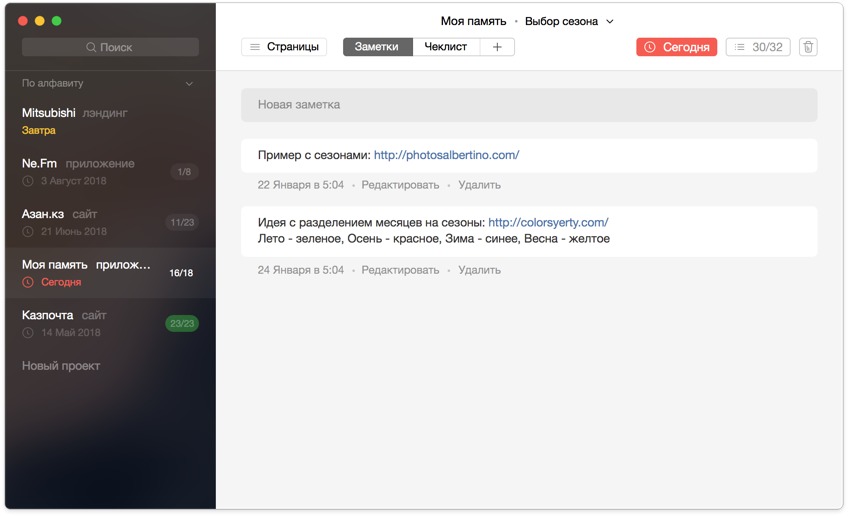 Моя память • Выбор сезона
Поиск
Страницы
Заметки
Чеклист
+
Сегодня
30/32
По алфавиту
Mitsubishi лэндинг
Завтра
Ne.Fm приложение
3 Август 2018
1/8
Азан.кз сайт
21 Июнь 2018
11/23
Моя память прилож...
Сегодня
16/18
Казпочта сайт
14 Май 2018
23/23
Новый проект
Новая заметка
Пример с сезонами: http://photosalbertino.com/
22 Января в 5:04 • Редактировать • Удалить
Идея с разделением месяцев на сезоны: http://colorsyerty.com/
Лето - зеленое, Осень - красное, Зима - синее, Весна - желтое
24 Января в 5:04 • Редактировать • Удалить